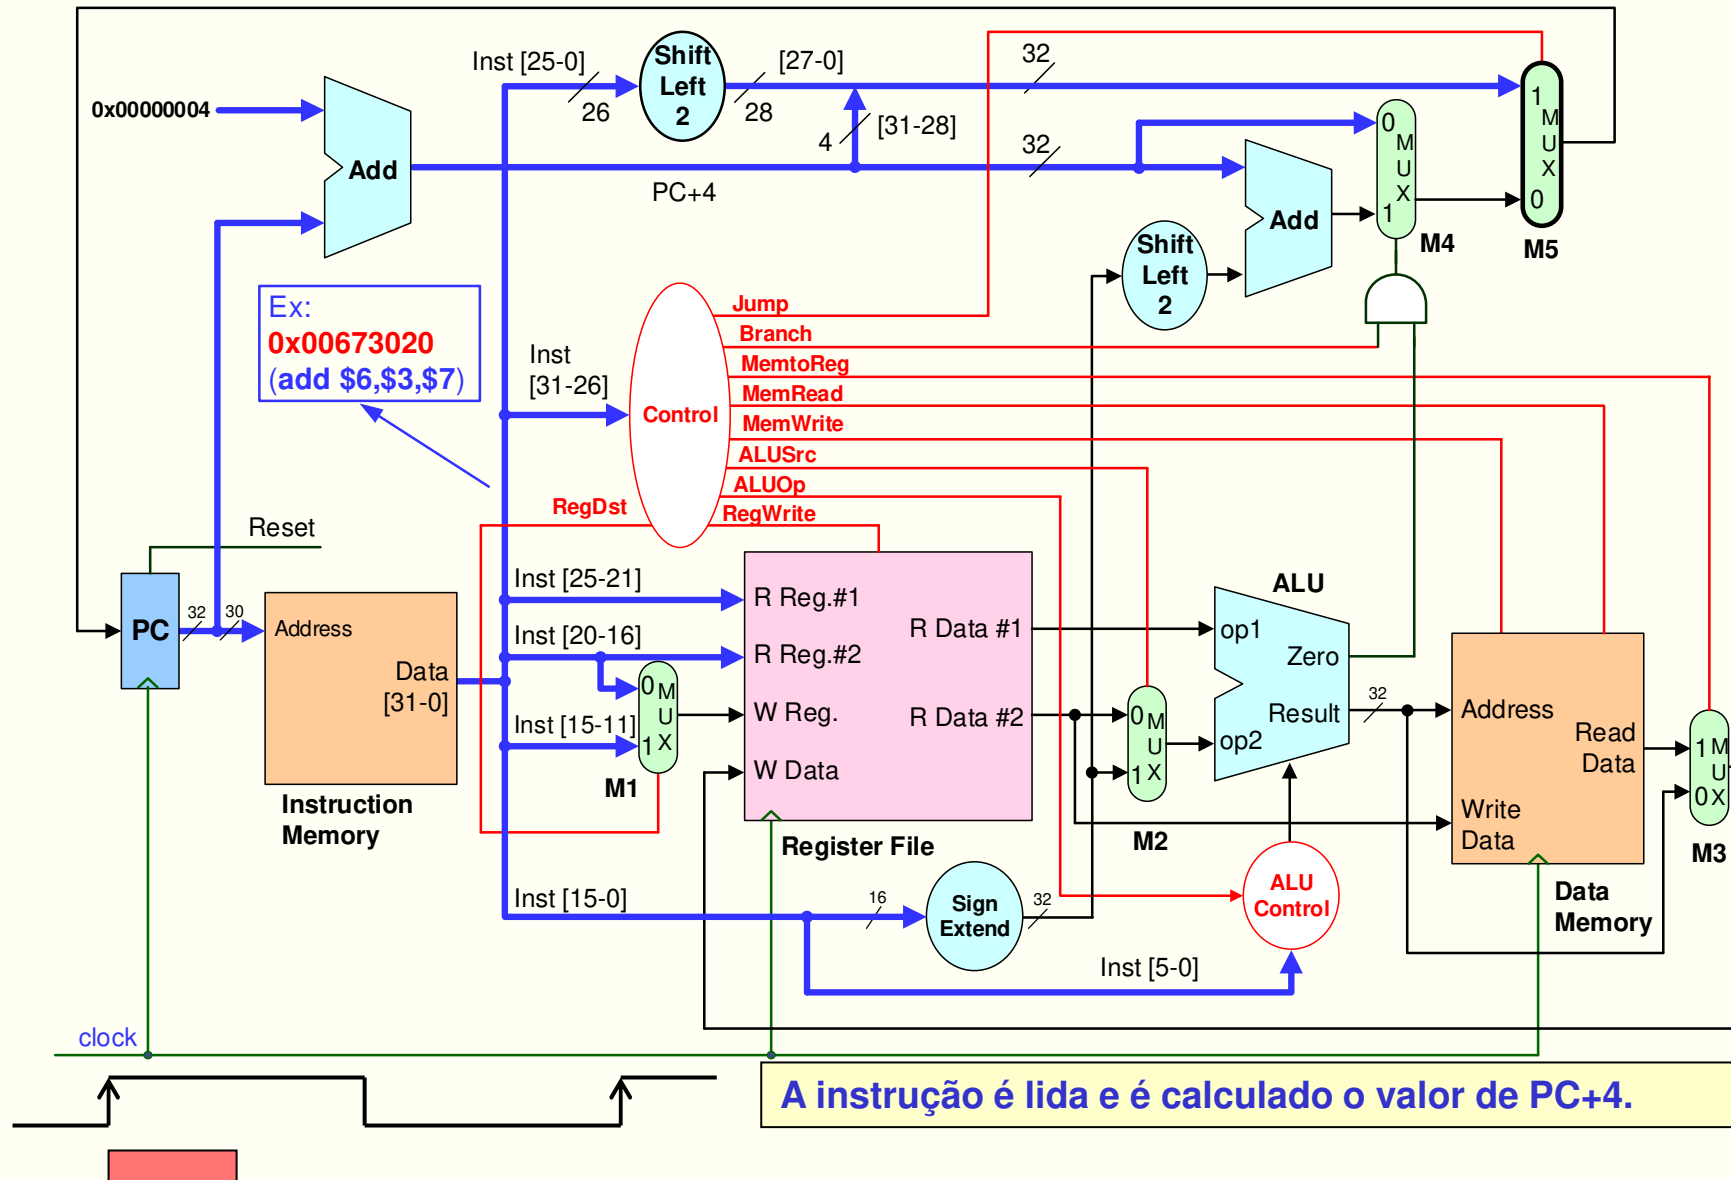 Inst [25-0]
26
Shift
Left
2
[27-0]
28
4
[31-28]
32
0x00000004
Add
PC+4
32
0
M
U
X
1
M4
1
M
U
X
0
M5
Add
Shift
Left
2
Ex:
0x00673020
(add $6,$3,$7)
Inst
[31-26]
Control
Jump
Branch
MemtoReg
MemRead
MemWrite
ALUSrc
ALUOp
RegWrite
RegDst
Reset
PC
32
30
Address
Data
[31-0]
Instruction
Memory
Inst [25-21]
Inst [20-16]
Inst [15-11]
0
M
U
X
1
M1
R Reg.#1
R Reg.#2
W Reg.
W Data
R Data #1
R Data #2
Register File
0
M
U
X
1
M2
ALU
op1
op2
Zero
Result
32
Address
Read
Data
Write
Data
Data
Memory
1
M
U
X
0
M3
Inst [15-0]
16
Sign
Extend
32
ALU
Control
Inst [5-0]
clock
A instrução é lida e é calculado o valor de PC+4.